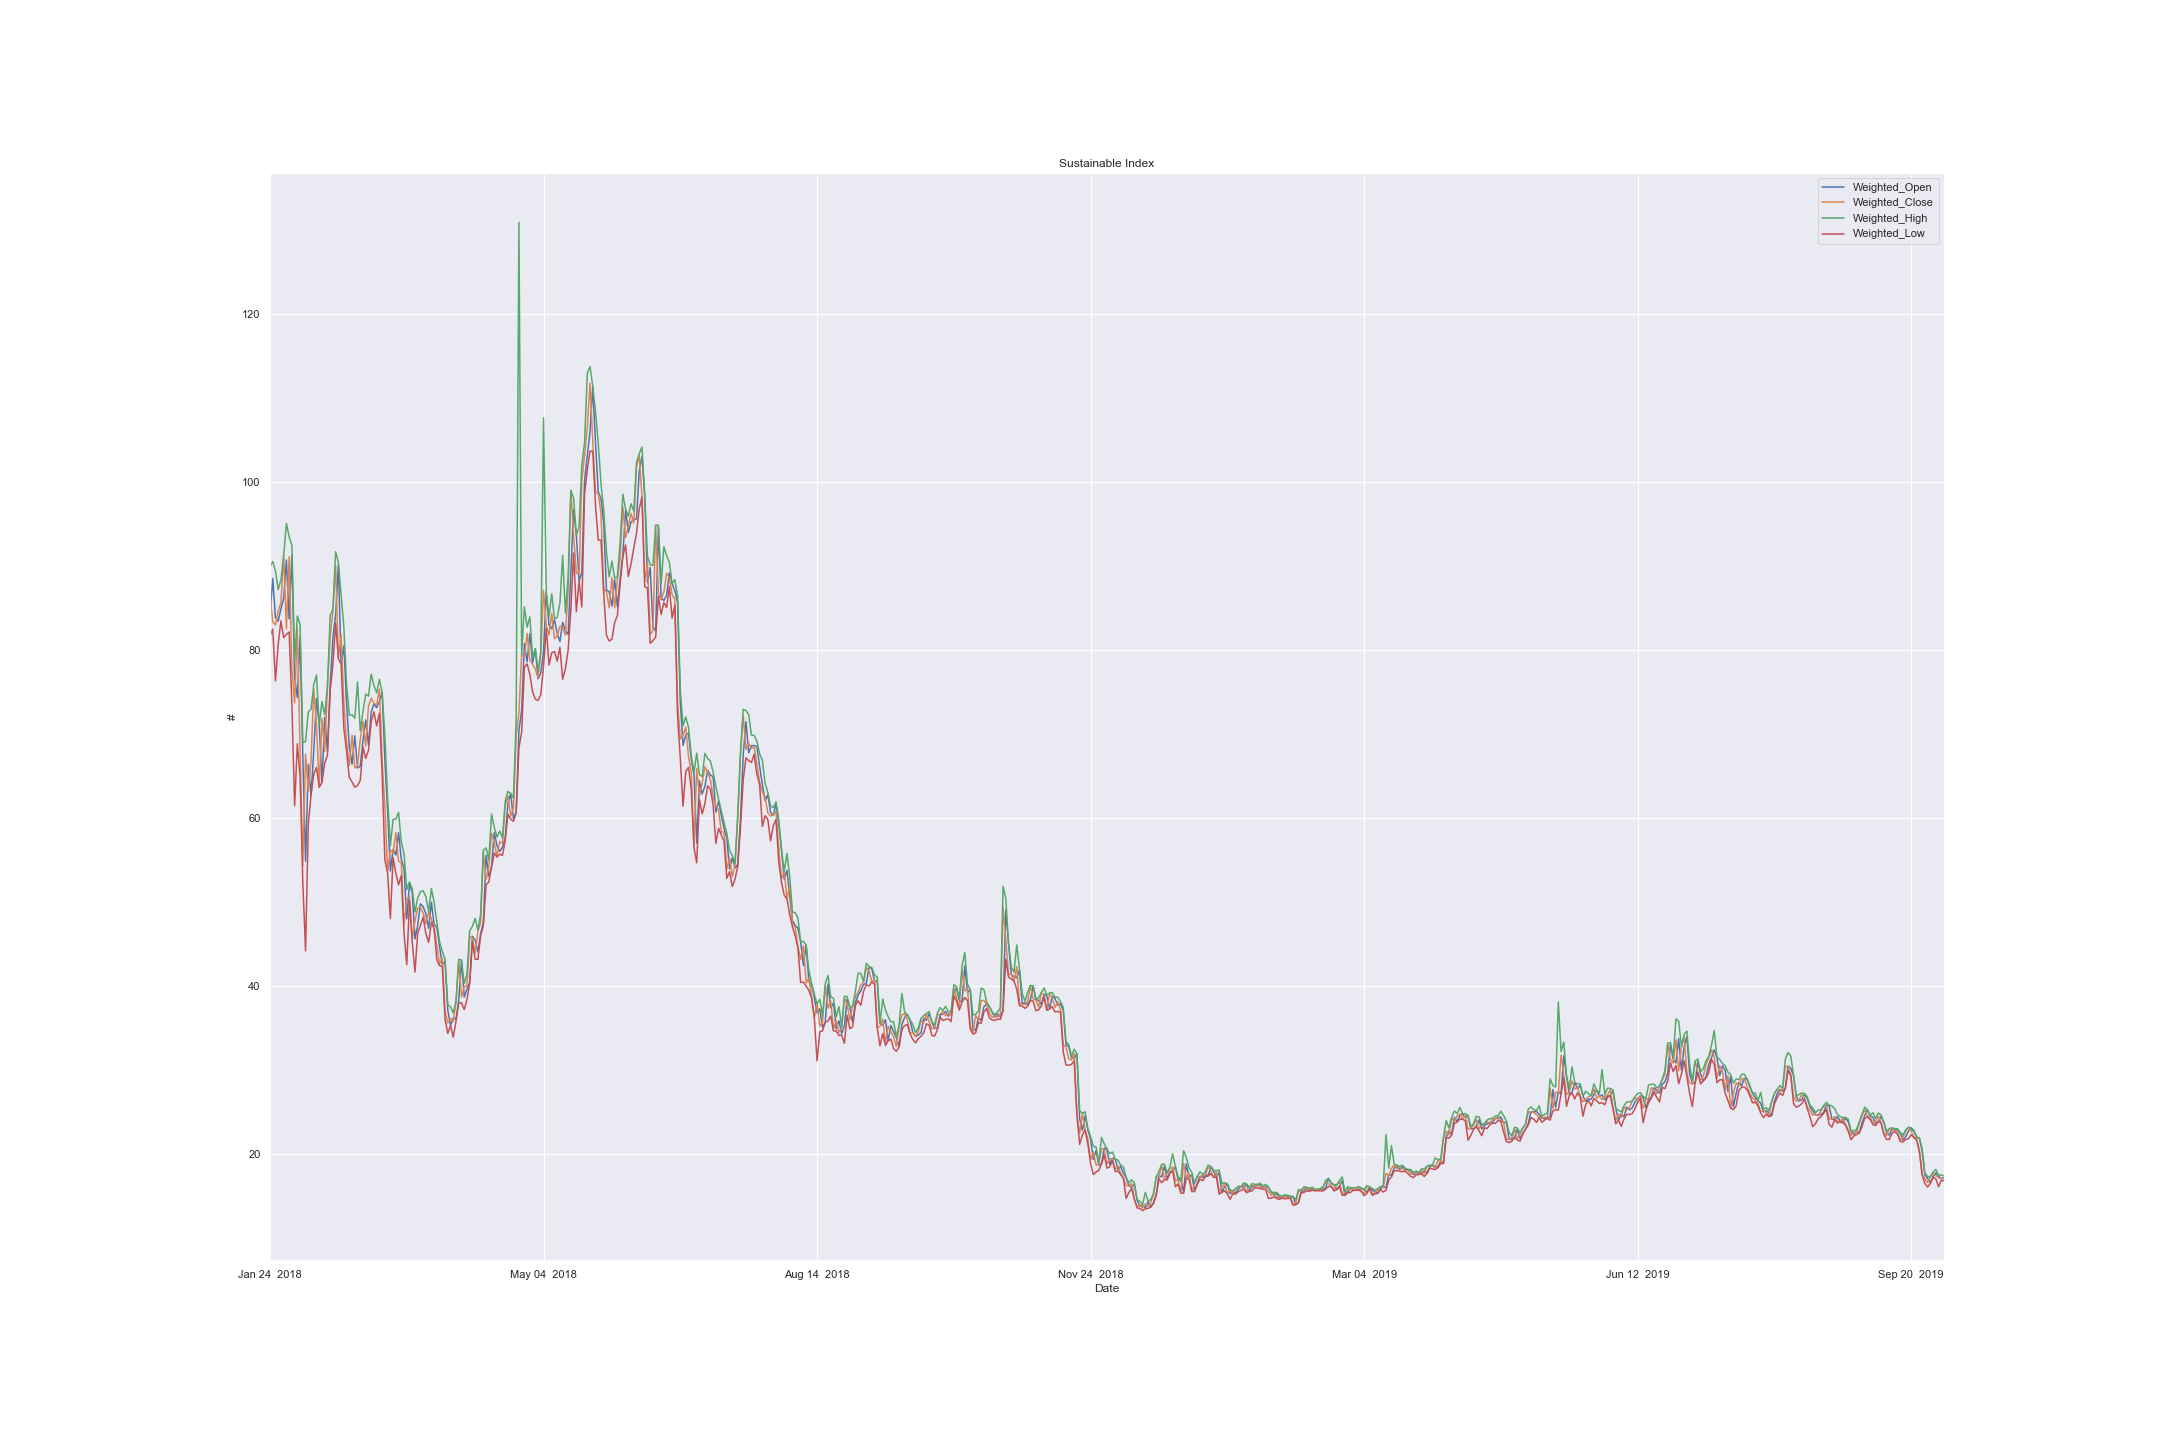 Sustainable Index
Weighted_Open
Weighted_Close
Weighted_High
Weighted_Low
120
100
80
60
40
20
#
Jan 24 2018
May 04 2018
Aug 14 2018
Nov 24 2018
Mar 04 2019
Jun 12 2019
Sep 20 2019
Date